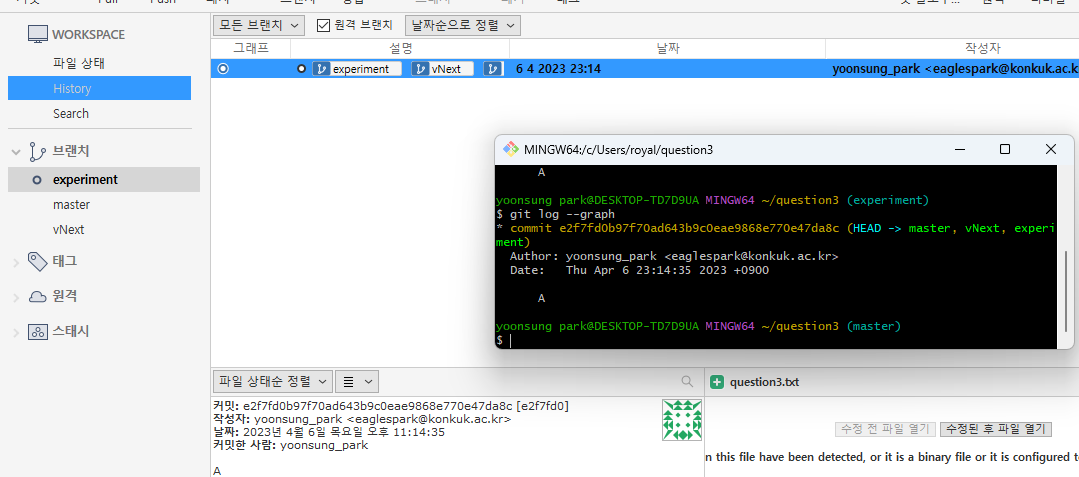 모든 브랜치
원격 브랜치
날짜순으로 정렬
WORKSPACE
파일 상태
History
Search
브랜치
experiment
master
vNext
태그
원격
스태시
그래프
설명
날짜
작성자
experiment
vNext
6 4 2023 23:14
yoonsung_park <eaglespark@konkuk.ac.k
MINGW64:/c/Users/royal/question3
A
yoonsung park@DESKTOP-TD7D9UA MINGW64 ~/question3 (experiment)
$ git log --graph
* commit e2f7fd0b97f70ad643b9c0eae9868e770e47da8c (HEAD -> master, vNext, experi
ment)
Author: yoonsung_park <eaglespark@konkuk.ac.kr>
Date: Thu Apr 6 23:14:35 2023 +0900
A
yoonsung park@DESKTOP-TD7D9UA MINGW64 ~/question3 (master)
$
파일 상태순 정렬
커밋: e2f7fd0b97f70ad643b9c0eae9868e770e47da8c [e2f7fd0]
작성자: yoonsung_park <eaglespark@konkuk.ac.kr>
날짜: 2023년 4월 6일 목요일 오후 11:14:35
커밋한 사람: yoonsung_park
A
question3.txt
수정 전 파일 열기
수정된 후 파일 열기
n this file have been detected, or it is a binary file or it is configured t